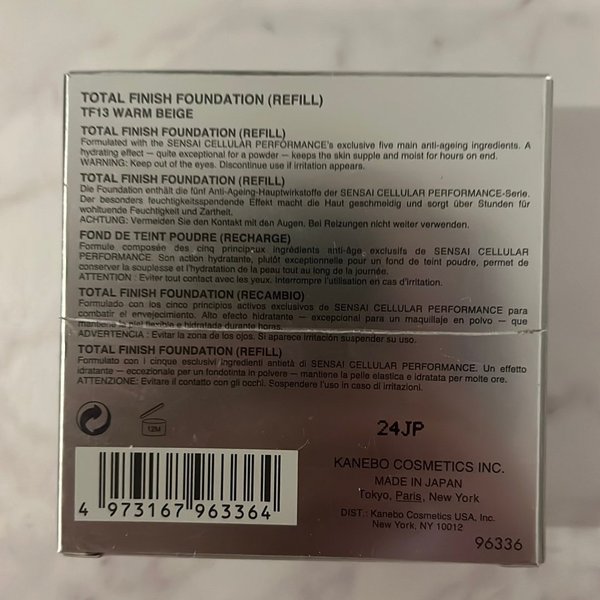 TOTAL FINISH FOUNDATION (REFILL)
TF13 WARM BEIGE
TOTAL FINISH FOUNDATION (REFILL)
Formulated with the SENSAI CELLULAR PERFORMANCE's exclusive five main anti-ageing ingredients. A
hydrating effect — quite exceptional for a powder — keeps the skin supple and moist for hours on end.
WARNING: Keep out of the eyes. Discontinue use if irritation appears.
TOTAL FINISH FOUNDATION (REFILL)
Die Foundation enthält die fünf Anti-Ageing-Hauptwirkstoffe der SENSAI CELLULAR PERFORMANCE-Serie.
Der besonders feuchtigkeitsspendende Effekt macht die Haut geschmeidig und sorgt über Stunden für
wohltuende Feuchtigkeit und Zartheit.
ACHTUNG: Vermeiden Sie den Kontakt mit den Augen. Bei Reizungen nicht weiter verwenden.
FOND DE TEINT POUDRE (RECHARGE)
Formule composée des cinq principaux ingrédients anti-âge exclusifs de SENSAI CELLULAR
PERFORMANCE. Son action hydratante, plutôt exceptionnelle pour un fond de teint poudre, permet de
conserver la souplesse et l'hydratation de la peau tout au long de la journée.
ATTENTION : Eviter tout contact avec les yeux. Interrompre l'utilisation en cas d'irritation.
TOTAL FINISH FOUNDATION (RECAMBIO)
Formulado con los cinco principios activos exclusivos de SENSAI CELLULAR PERFORMANCE para
combatir el envejecimiento. Alto efecto hidratante — excepcional para un maquillaje en polvo — que
mantiene la piel flexible e hidratada durante horas.
ADVERTENCIA : Evitar la zona de los ojos. Si aparece irritación suspender su uso.
TOTAL FINISH FOUNDATION (REFILL)
Formulato con i cinque esclusivi ingredienti antietà di SENSAI CELLULAR PERFORMANCE. Un effetto
idratante — eccezionale per un fondotinta in polvere — mantiene la pelle elastica e idratata per molte ore.
ATTENZIONE: Evitare il contatto con gli occhi. Sospendere l'uso in caso di irritazioni.
12M
24JP
4 973167 963364
KANEBO COSMETICS INC.
MADE IN JAPAN
Tokyo, Paris, New York
DIST.: Kanebo Cosmetics USA, Inc.
New York, NY 10012
96336